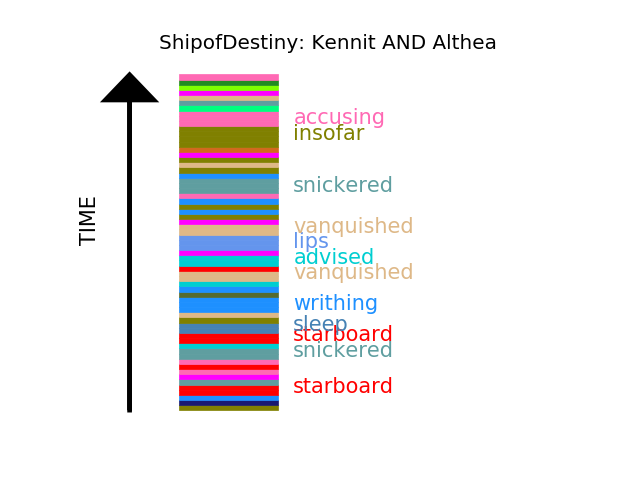 ShipofDestiny: Kennit AND Althea
TIME
accusing
insofar
snickered
vanquished
lips
advised
vanquished
writhing
sleep
starboard
snickered
starboard